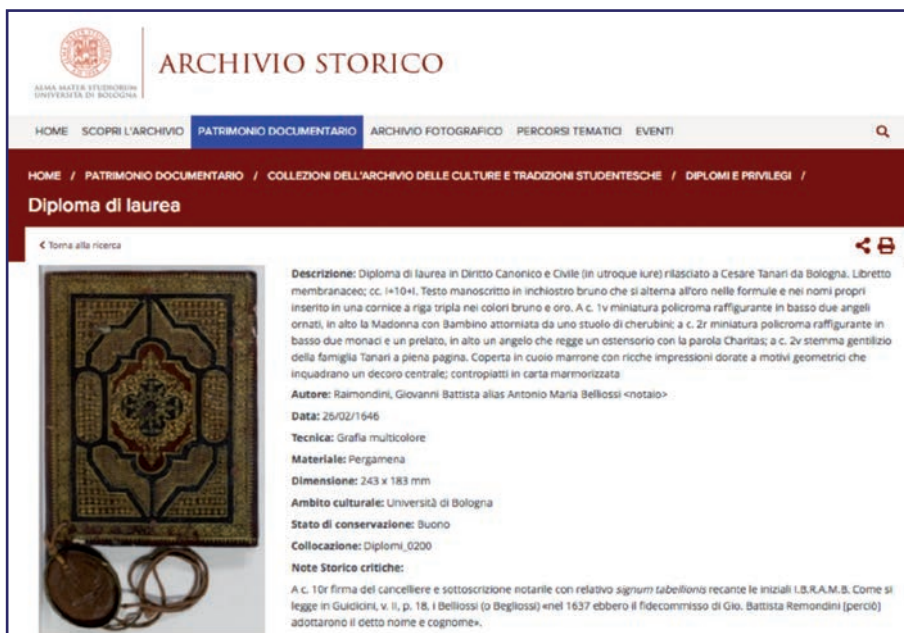 ALMA MATER STUDIORUM
UNIVERSITÀ DI BOLOGNA
ARCHIVIO STORICO
HOME SCOPRI L'ARCHIVIO PATRIMONIO DOCUMENTARIO ARCHIVIO FOTOGRAFICO PERCORSI TEMATICI EVENTI
HOME / PATRIMONIO DOCUMENTARIO / COLLEZIONI DELL'ARCHIVIO DELLE CULTURE E TRADIZIONI STUDENTESCHE / DIPLOMI E PRIVILEGI /
Diploma di laurea
Torna alla ricerca
Descrizione: Diploma di laurea in Diritto Canonico e Civile (in utroque iure) rilasciato a Cesare Tanari da Bologna. Libretto
membranaceo; cc. I+10+I. Testo manoscritto in inchiostro bruno che si alterna all'oro nelle formule e nei nomi propri
inserito in una cornice a riga tripla nei colori bruno e oro. A c. 1v miniatura policroma raffigurante in basso due angeli
ornati, in alto la Madonna con Bambino attorniata da uno stuolo di cherubini; a c. 2r miniatura policroma raffigurante in
basso due monaci e un prelato, in alto un angelo che regge un ostensorio con la parola Charitas; a c. 2v stemma gentilizio
della famiglia Tanari a piena pagina. Coperta in cuoio marrone con ricche impressioni dorate a motivi geometrici che
inquadrano un decoro centrale; contropiatti in carta marmorizzata
Autore: Raimondini, Giovanni Battista alias Antonio Maria Belliossi <notaio>
Data: 26/02/1646
Tecnica: Grafia multicolore
Materiale: Pergamena
Dimensione: 243 x 183 mm
Ambito culturale: Università di Bologna
Stato di conservazione: Buono
Collocazione: Diplomi_0200
Note Storico critiche:
A c. 10r firma del cancelliere e sottoscrizione notarile con relativo signum tabellionis recante le iniziali I.B.R.A.M.B. Come si
legge in Guidicini, v. II, p. 18, i Belliossi (o Begliossi) «nel 1637 ebbero il fidecommisso di Gio. Battista Remondini [perciò]
adottarono il detto nome e cognome».